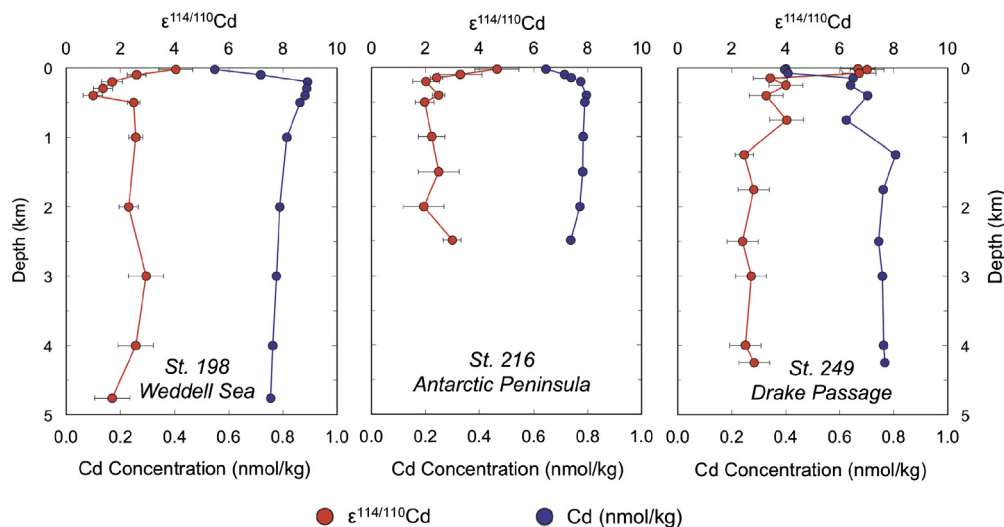 ε114/110Cd ε114/110Cd ε114/110Cd
0 2 4 6 8 10 0 2 4 6 8 10 0 2 4 6 8 10
0 0
1 1
2 2
Depth (km) Depth (km)
3 3
4 4
St. 198 St. 216 St. 249
Weddell Sea Antarctic Peninsula Drake Passage
5 5
0.0 0.2 0.4 0.6 0.8 1.0 0.0 0.2 0.4 0.6 0.8 1.0 0.0 0.2 0.4 0.6 0.8 1.0
Cd Concentration (nmol/kg) Cd Concentration (nmol/kg) Cd Concentration (nmol/kg)
ε114/110Cd Cd (nmol/kg)